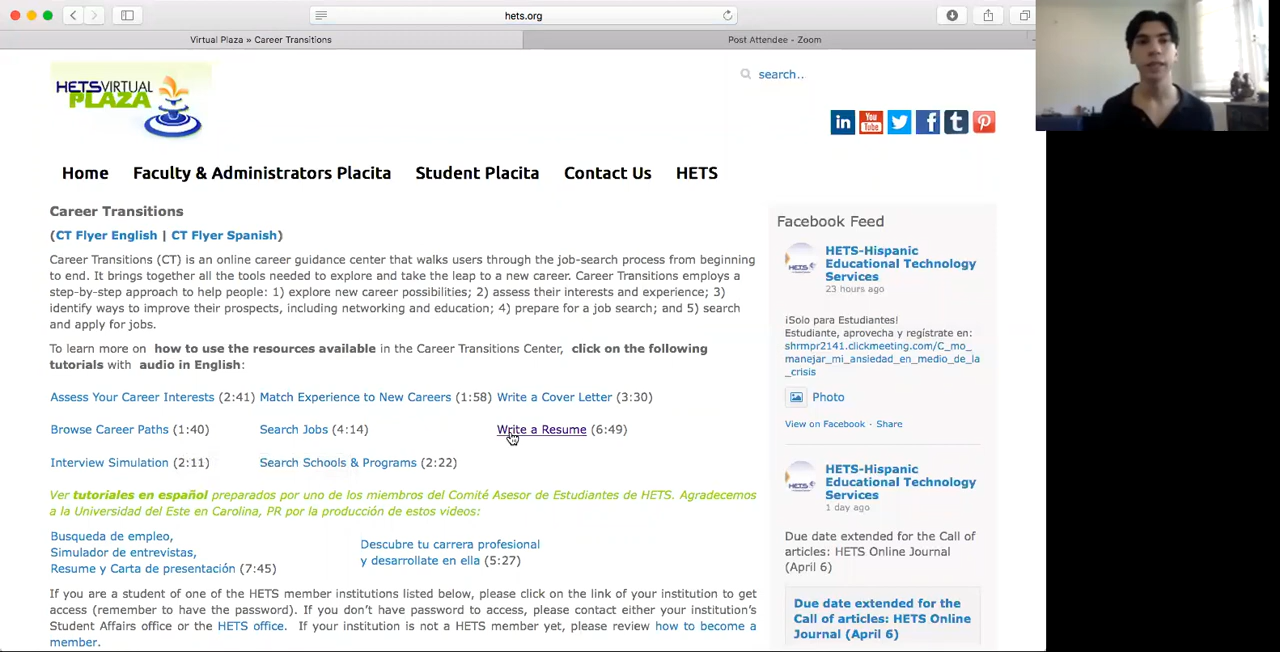 hets.org
Virtual Plaza » Career Transitions
Post Attendee - Zoom
HETS VIRTUAL
PLAZA
search..
in
You
Tube
f
t
Home
Faculty & Administrators Placita
Student Placita
Contact Us
HETS
Career Transitions
(CT Flyer English | CT Flyer Spanish)
Career Transitions (CT) is an online career guidance center that walks users through the job-search process from beginning
to end. It brings together all the tools needed to explore and take the leap to a new career. Career Transitions employs a
step-by-step approach to help people: 1) explore new career possibilities; 2) assess their interests and experience; 3)
identify ways to improve their prospects, including networking and education; 4) prepare for a job search; and 5) search
and apply for jobs.
To learn more on how to use the resources available in the Career Transitions Center, click on the following
tutorials with audio in English:
Assess Your Career Interests (2:41) Match Experience to New Careers (1:58) Write a Cover Letter (3:30)
Browse Career Paths (1:40) Search Jobs (4:14) Write a Resume (6:49)
Interview Simulation (2:11) Search Schools & Programs (2:22)
Ver tutoriales en español preparados por uno de los miembros del Comité Asesor de Estudiantes de HETS. Agradecemos
a la Universidad del Este en Carolina, PR por la producción de estos videos:
Busqueda de empleo,
Simulador de entrevistas,
Resume y Carta de presentación (7:45)
Descubre tu carrera profesional
y desarrollate en ella (5:27)
If you are a student of one of the HETS member institutions listed below, please click on the link of your institution to get
access (remember to have the password). If you don't have password to access, please contact either your institution's
Student Affairs office or the HETS office. If your institution is not a HETS member yet, please review how to become a
member.
Facebook Feed
HETS-Hispanic
Educational Technology
Services
23 hours ago
¡Solo para Estudiantes!
Estudiante, aprovecha y regístrate en:
shrmpr2141.clickmeeting.com/C_mo_
manejar_mi_ansiedad_en_medio_de_la
_crisis
Photo
View on Facebook · Share
HETS-Hispanic
Educational Technology
Services
1 day ago
Due date extended for the Call of
articles: HETS Online Journal
(April 6)
Due date extended for the
Call of articles: HETS Online
Journal (April 6)